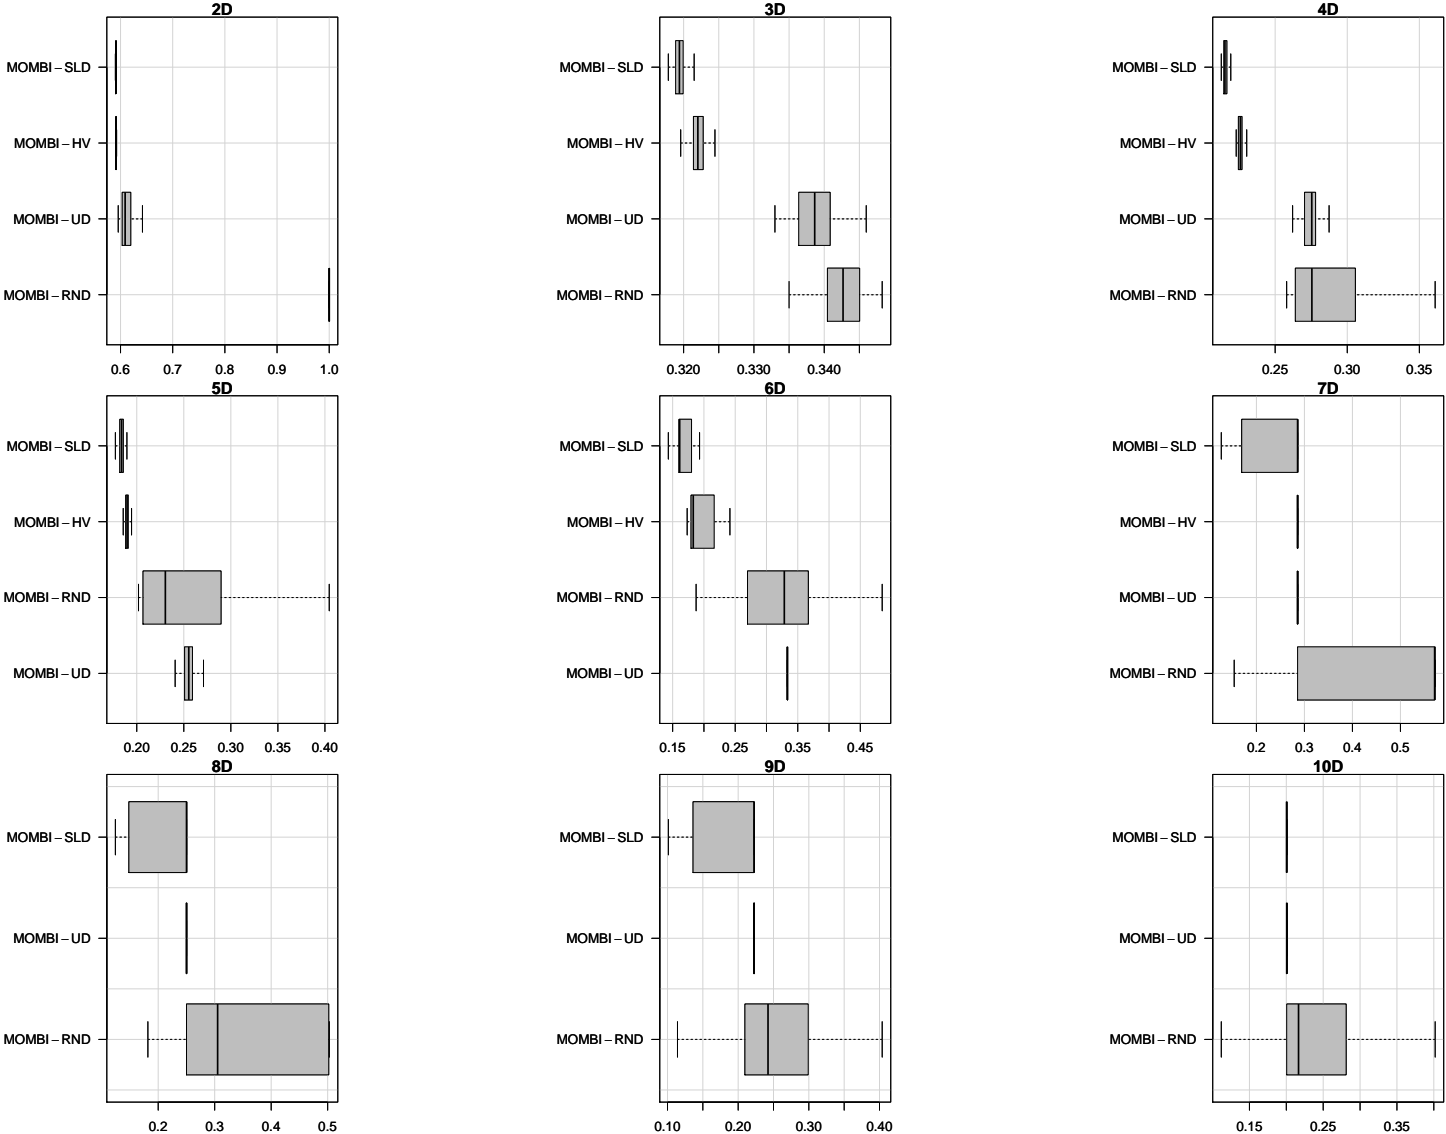 2D
MOMBI-SLD
MOMBI-HV
MOMBI-UD
MOMBI-RND
0.6 0.7 0.8 0.9 1.0
3D
MOMBI-SLD
MOMBI-HV
MOMBI-UD
MOMBI-RND
0.320 0.330 0.340
4D
MOMBI-SLD
MOMBI-HV
MOMBI-UD
MOMBI-RND
0.25 0.30 0.35
5D
MOMBI-SLD
MOMBI-HV
MOMBI-RND
MOMBI-UD
0.20 0.25 0.30 0.35 0.40
6D
MOMBI-SLD
MOMBI-HV
MOMBI-RND
MOMBI-UD
0.15 0.25 0.35 0.45
7D
MOMBI-SLD
MOMBI-HV
MOMBI-UD
MOMBI-RND
0.2 0.3 0.4 0.5
8D
MOMBI-SLD
MOMBI-UD
MOMBI-RND
0.2 0.3 0.4 0.5
9D
MOMBI-SLD
MOMBI-UD
MOMBI-RND
0.10 0.20 0.30 0.40
10D
MOMBI-SLD
MOMBI-UD
MOMBI-RND
0.15 0.25 0.35